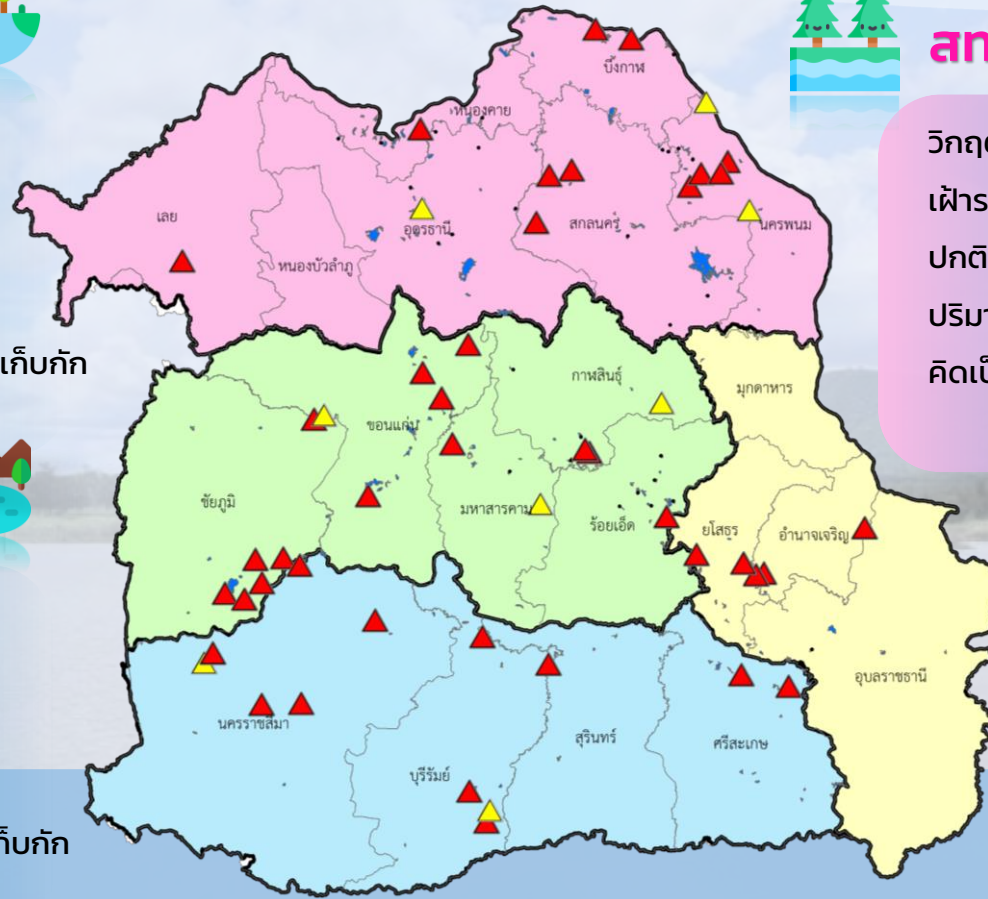 สท
วิกฤต
เฝ้าระ
ปกติ
ปริมา
คิดเป็
เก็บกัก
ก็บกัก
บึงกาฬ
หนองคาย
เลย
อุดรธานี
สกลนคร
นครพนม
หนองบัวลำภู
กาฬสินธุ์
มุกดาหาร
ขอนแก่น
ชัยภูมิ
มหาสารคาม
ร้อยเอ็ด
ยโสธร
อำนาจเจริญ
อุบลราชธานี
นครราชสีมา
บุรีรัมย์
สุรินทร์
ศรีสะเกษ